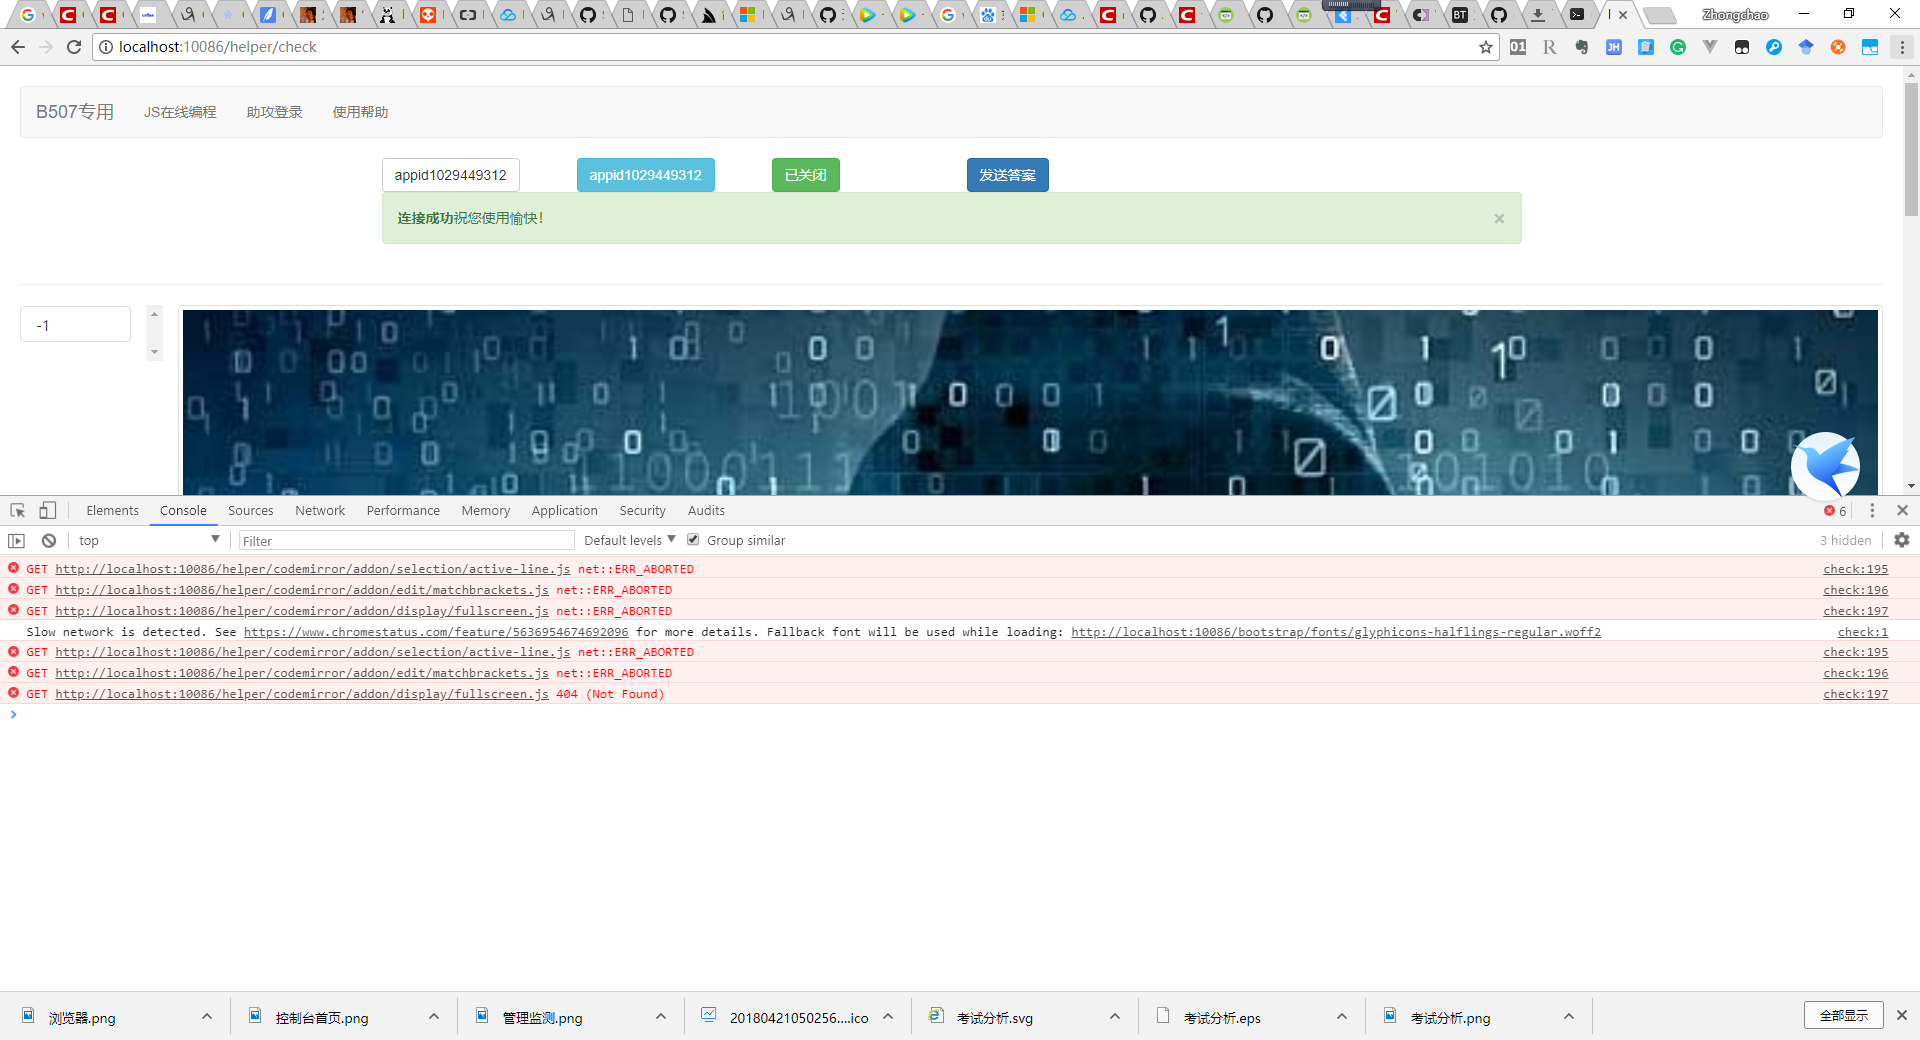 Zhongchao
localhost:10086/helper/check
B507专用
JS在线编程
助攻登录
使用帮助
appid1029449312
appid1029449312
已关闭
发送答案
连接成功祝您使用愉快!
×
-1
Elements
Console
Sources
Network
Performance
Memory
Application
Security
Audits
6
top
Filter
Default levels
Group similar
3 hidden
GET http://localhost:10086/helper/codemirror/addon/selection/active-line.js net::ERR_ABORTED check:195
GET http://localhost:10086/helper/codemirror/addon/edit/matchbrackets.js net::ERR_ABORTED check:196
GET http://localhost:10086/helper/codemirror/addon/display/fullscreen.js net::ERR_ABORTED check:197
Slow network is detected. See https://www.chromestatus.com/feature/5636954674692096 for more details. Fallback font will be used while loading: http://localhost:10086/bootstrap/fonts/glyphicons-halflings-regular.woff2 check:1
GET http://localhost:10086/helper/codemirror/addon/selection/active-line.js net::ERR_ABORTED check:195
GET http://localhost:10086/helper/codemirror/addon/edit/matchbrackets.js net::ERR_ABORTED check:196
GET http://localhost:10086/helper/codemirror/addon/display/fullscreen.js 404 (Not Found) check:197
浏览器.png
控制台首页.png
管理监测.png
20180421050256....ico
考试分析.svg
考试分析.eps
考试分析.png
全部显示